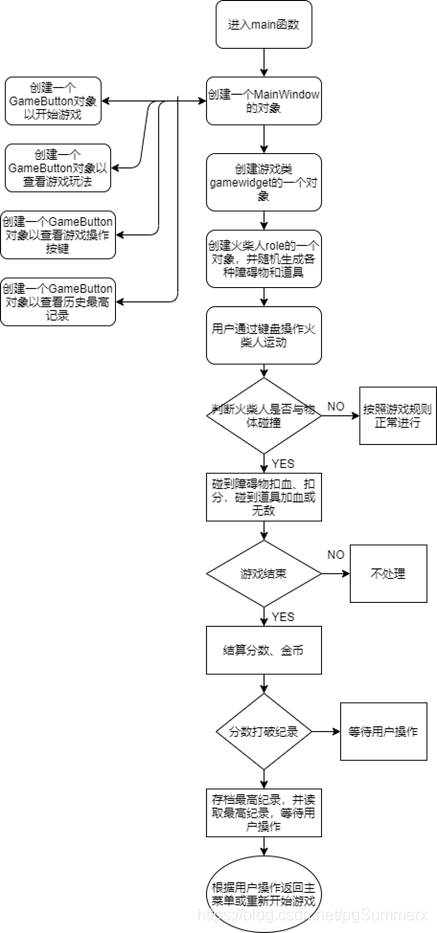 进入main函数
创建一个
GameButton对象
以开始游戏
创建一个MainWindow
的对象
创建一个
GameButton对象以
查看游戏玩法
创建游戏类
gamewidget的一个对
象
创建一个GameButton
对象以查看游戏操作
按键
创建火柴人role的一个
对象，并随机生成各
种障碍物和道具
创建一个GameButton
对象以查看历史最高
记录
用户通过键盘操作火
柴人运动
判断火柴人是否与物
体碰撞
NO
按照游戏规则
正常进行
YES
碰到障碍物扣血、扣
分，碰到道具加血或
无敌
游戏结束
NO
不处理
YES
结算分数、金币
分数打破纪录
等待用户操作
存档最高纪录，并读
取最高纪录，等待用
户操作
根据用户操作返回主
菜单或重新开始游戏
https://blog.csdn.net/pgSummerx